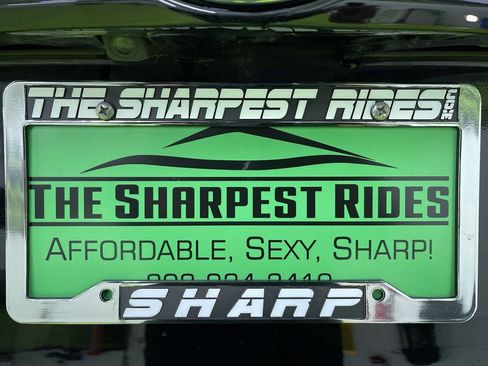 THE SHARPEST RIDES.COM
THE SHARPEST RIDES
AFFORDABLE, SEXY, SHARP!
SHARP